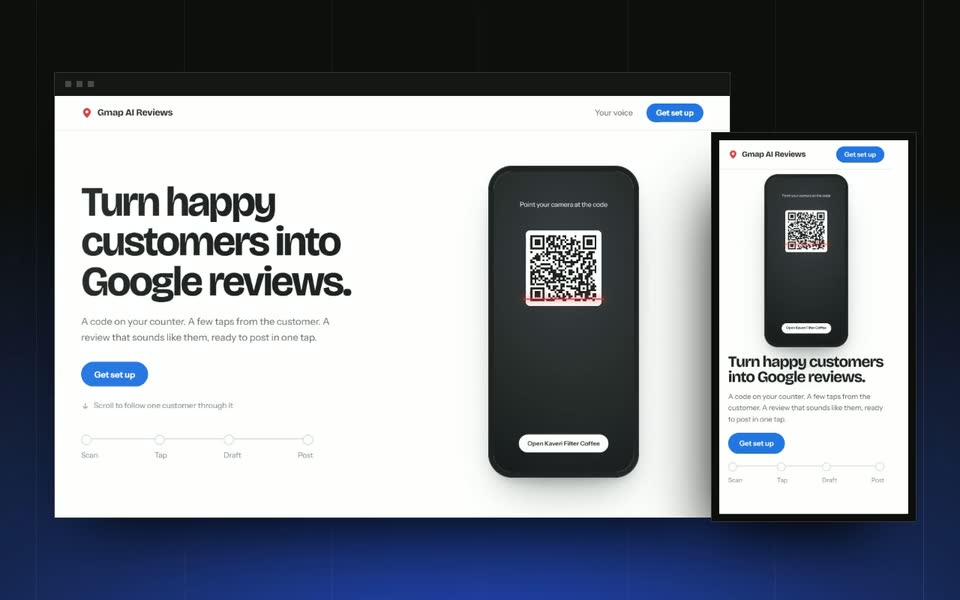 Gmap AI Reviews
Your voice
Get set up
Turn happy
customers into
Google reviews.
A code on your counter. A few taps from the customer. A
review that sounds like them, ready to post in one tap.
Get set up
↓ Scroll to follow one customer through it
Scan
Tap
Draft
Post
Point your camera at the code
Open Kaveri Filter Coffee
Gmap AI Reviews
Get set up
Point your camera at the code
Open Kaveri Filter Coffee
Turn happy customers
into Google reviews.
A code on your counter. A few taps from the
customer. A review that sounds like them, ready
to post in one tap.
Get set up
Scan
Tap
Draft
Post